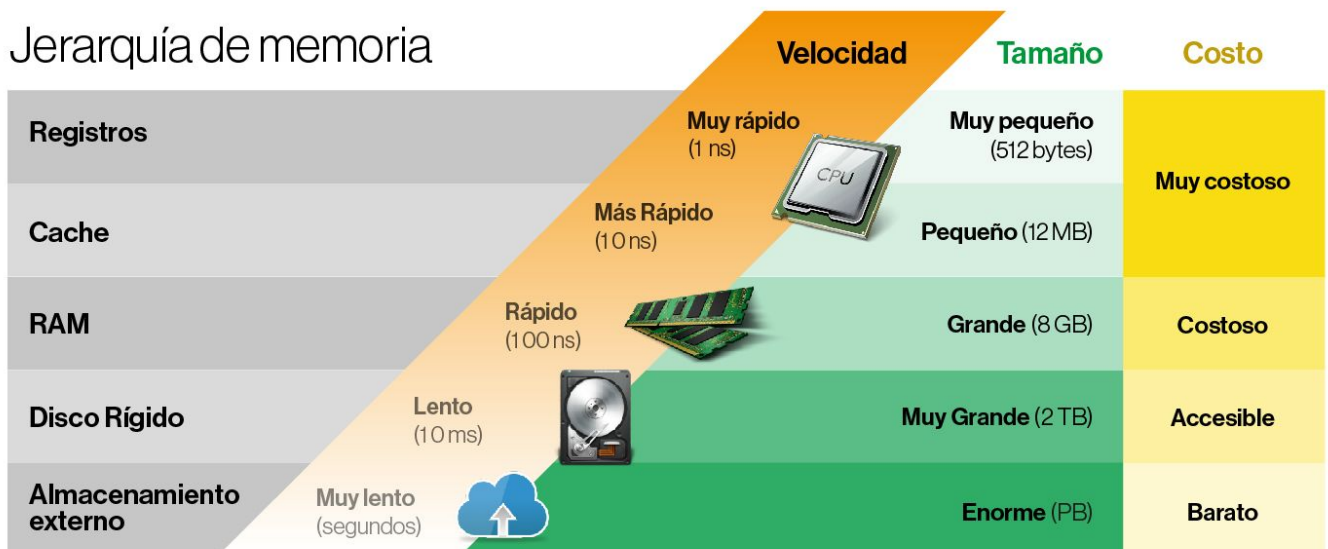 Jerarquía de memoria
Velocidad
Tamaño
Costo
Registros
Muy rápido
(1 ns)
CPU
Muy pequeño
(512 bytes)
Muy costoso
Cache
Más Rápido
(10 ns)
Pequeño (12 MB)
RAM
Rápido
(100 ns)
Grande (8 GB)
Costoso
Disco Rígido
Lento
(10 ms)
Muy Grande (2 TB)
Accesible
Almacenamiento
externo
Muy lento
(segundos)
Enorme (PB)
Barato